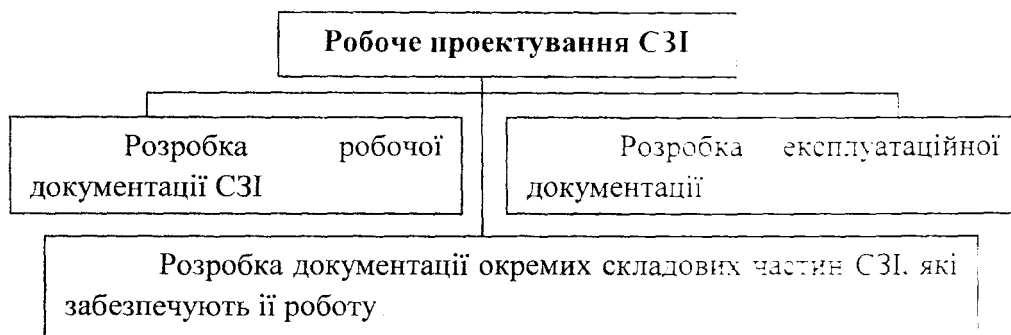 Робоче проектування СЗІ
Розробка робочої
документації СЗІ
Розробка експлуатаційної
документації
Розробка документації окремих складових частин СЗІ. які
забезпечують ії роботу